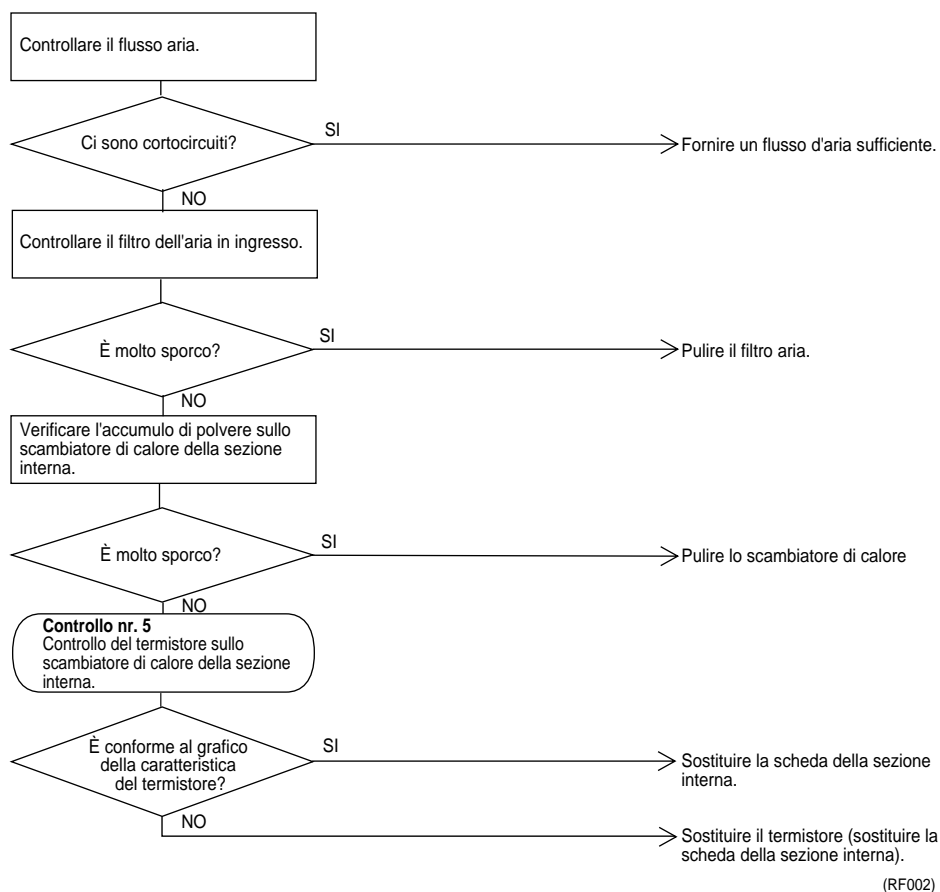 Controllare il flusso aria.
Ci sono cortocircuiti?
SI
Fornire un flusso d'aria sufficiente.
NO
Controllare il filtro dell'aria in ingresso.
È molto sporco?
SI
Pulire il filtro aria.
NO
Verificare l'accumulo di polvere sullo
scambiatore di calore della sezione
interna.
È molto sporco?
SI
Pulire lo scambiatore di calore
NO
Controllo nr. 5
Controllo del termistore sullo
scambiatore di calore della sezione
interna.
È conforme al grafico
della caratteristica
del termistore?
SI
Sostituire la scheda della sezione
interna.
NO
Sostituire il termistore (sostituire la
scheda della sezione interna).
(RF002)